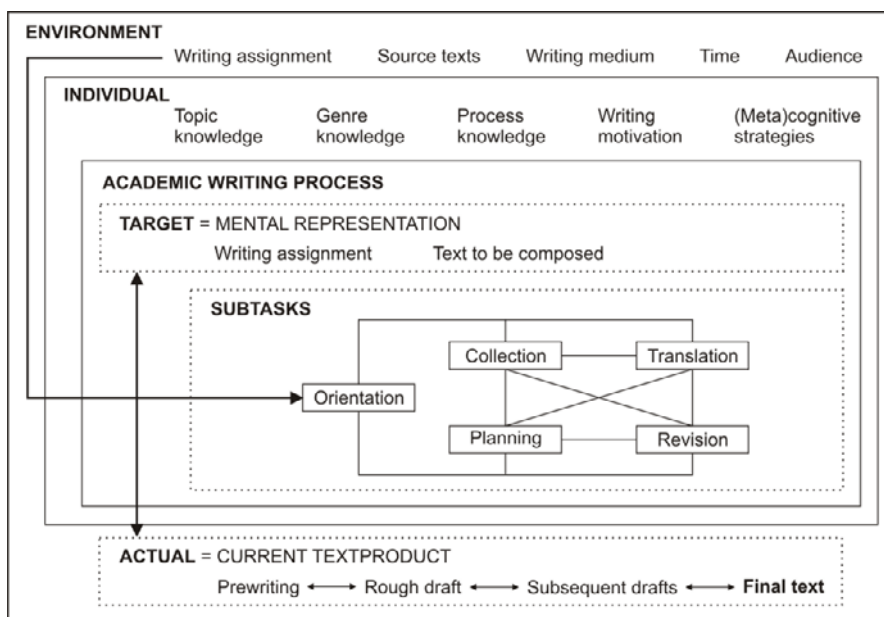 ENVIRONMENT
Writing assignment Source texts Writing medium Time Audience
INDIVIDUAL
Topic knowledge
Genre knowledge
Process knowledge
Writing motivation
(Meta)cognitive strategies
ACADEMIC WRITING PROCESS
TARGET = MENTAL REPRESENTATION
Writing assignment Text to be composed
SUBTASKS
Collection Translation
Orientation
Planning Revision
ACTUAL = CURRENT TEXTPRODUCT
Prewriting Rough draft Subsequent drafts Final text